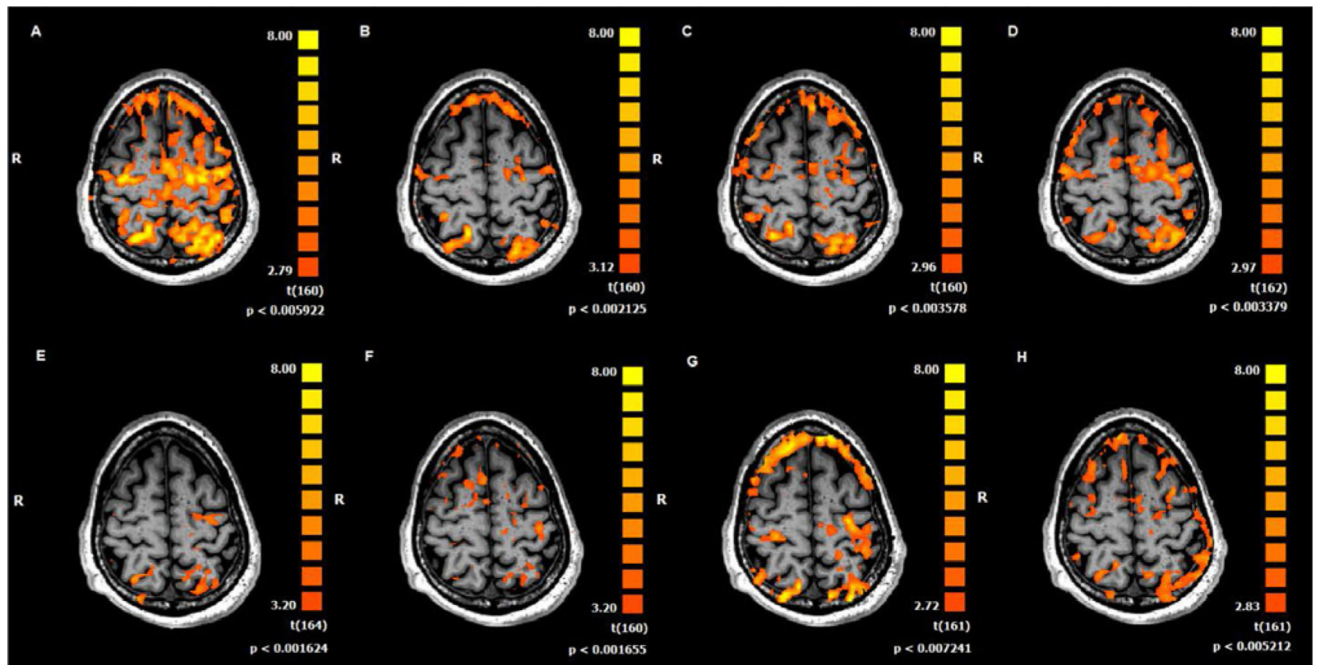 A
8.00
R
2.79
t(160)
p < 0.005922
B
8.00
R
3.12
t(160)
p < 0.002125
C
8.00
R
2.96
t(160)
p < 0.003578
D
8.00
R
2.97
t(162)
p < 0.003379
E
8.00
R
3.20
t(164)
p < 0.001624
F
8.00
R
3.20
t(160)
p < 0.001655
G
8.00
R
2.72
t(161)
p < 0.007241
H
8.00
R
2.83
t(161)
p < 0.005212